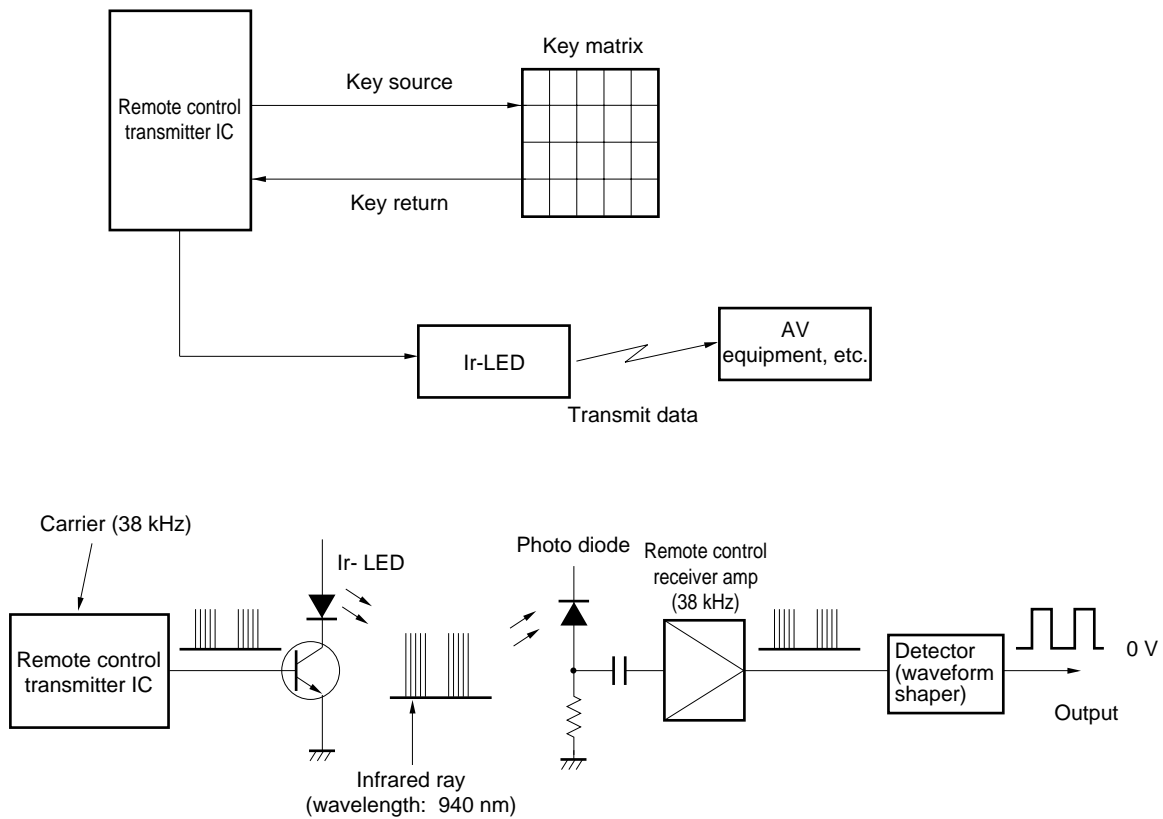 Key matrix
Key source
Remote control
transmitter IC
Key return
AV
equipment, etc.
Ir-LED
Transmit data
Carrier (38 kHz)
Ir- LED
Photo diode
Remote control
receiver amp
(38 kHz)
Remote control
transmitter IC
Detector
(waveform
shaper)
0 V
Output
Infrared ray
(wavelength:  940 nm)